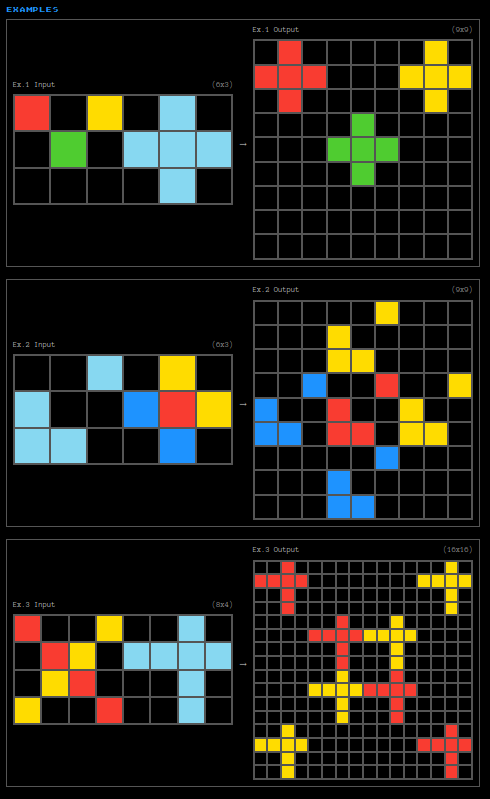 EXAMPLES
Ex.1 Input (6x3)
→
Ex.1 Output (9x9)
Ex.2 Input (6x3)
→
Ex.2 Output (9x9)
Ex.3 Input (8x4)
→
Ex.3 Output (16x16)